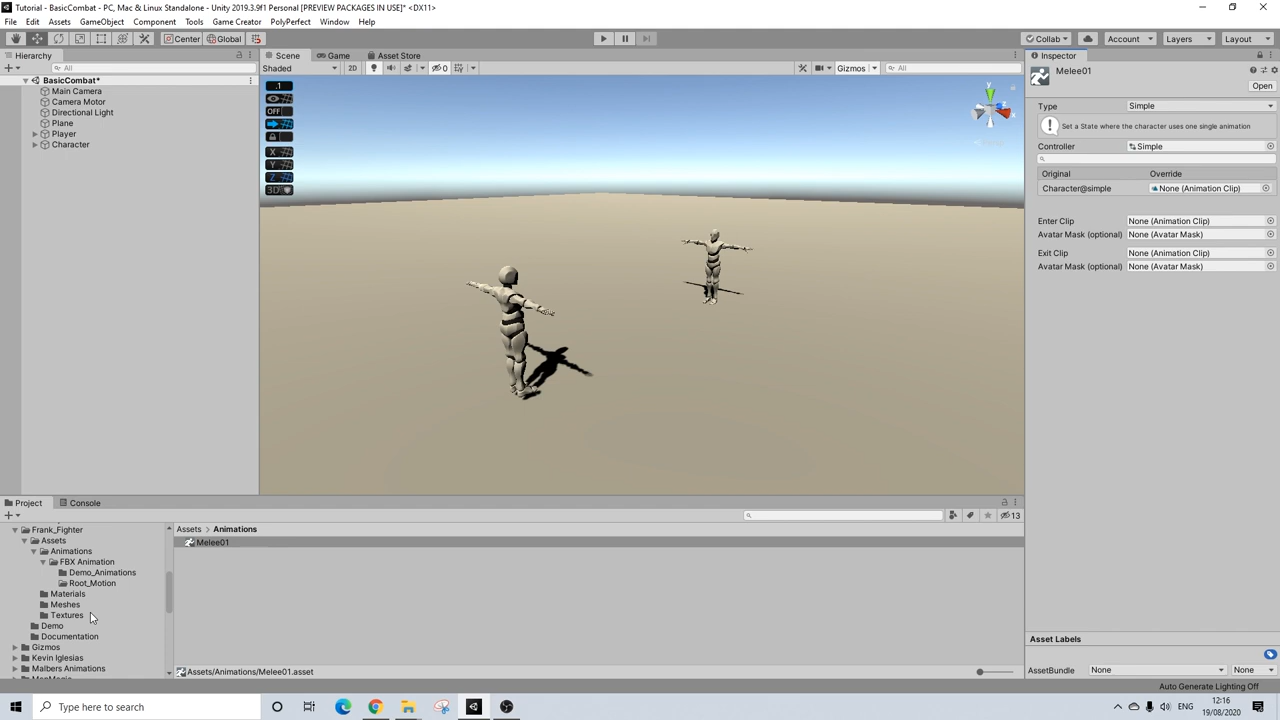 Tutorial - BasicCombat - PC, Mac & Linux Standalone - Unity 2019.3.9f1 Personal [PREVIEW PACKAGES IN USE]* <DX11>
File Edit Assets GameObject Component Tools Game Creator PolyPerfect Window Help
Center Global Collab Account Layers Layout
Hierarchy
All
BasicCombat*
Main Camera
Camera Motor
Directional Light
Plane
Player
Character
Scene Game Asset Store
Shaded 2D 0 Gizmos All
.1
OFF
X
Y
Z
3D
y
x
Inspector
Melee01
Open
Type Simple
Set a State where the character uses one single animation
Controller Simple
Original Override
Character@simple None (Animation Clip)
Enter Clip None (Animation Clip)
Avatar Mask (optional) None (Avatar Mask)
Exit Clip None (Animation Clip)
Avatar Mask (optional) None (Avatar Mask)
Project Console
13
Frank_Fighter
Assets
Animations
FBX Animation
Demo_Animations
Root_Motion
Materials
Meshes
Textures
Demo
Documentation
Gizmos
Kevin Iglesias
Malbers Animations
Assets > Animations
Melee01
Assets/Animations/Melee01.asset
Asset Labels
AssetBundle None None
Auto Generate Lighting Off
Type here to search
12:16
19/08/2020